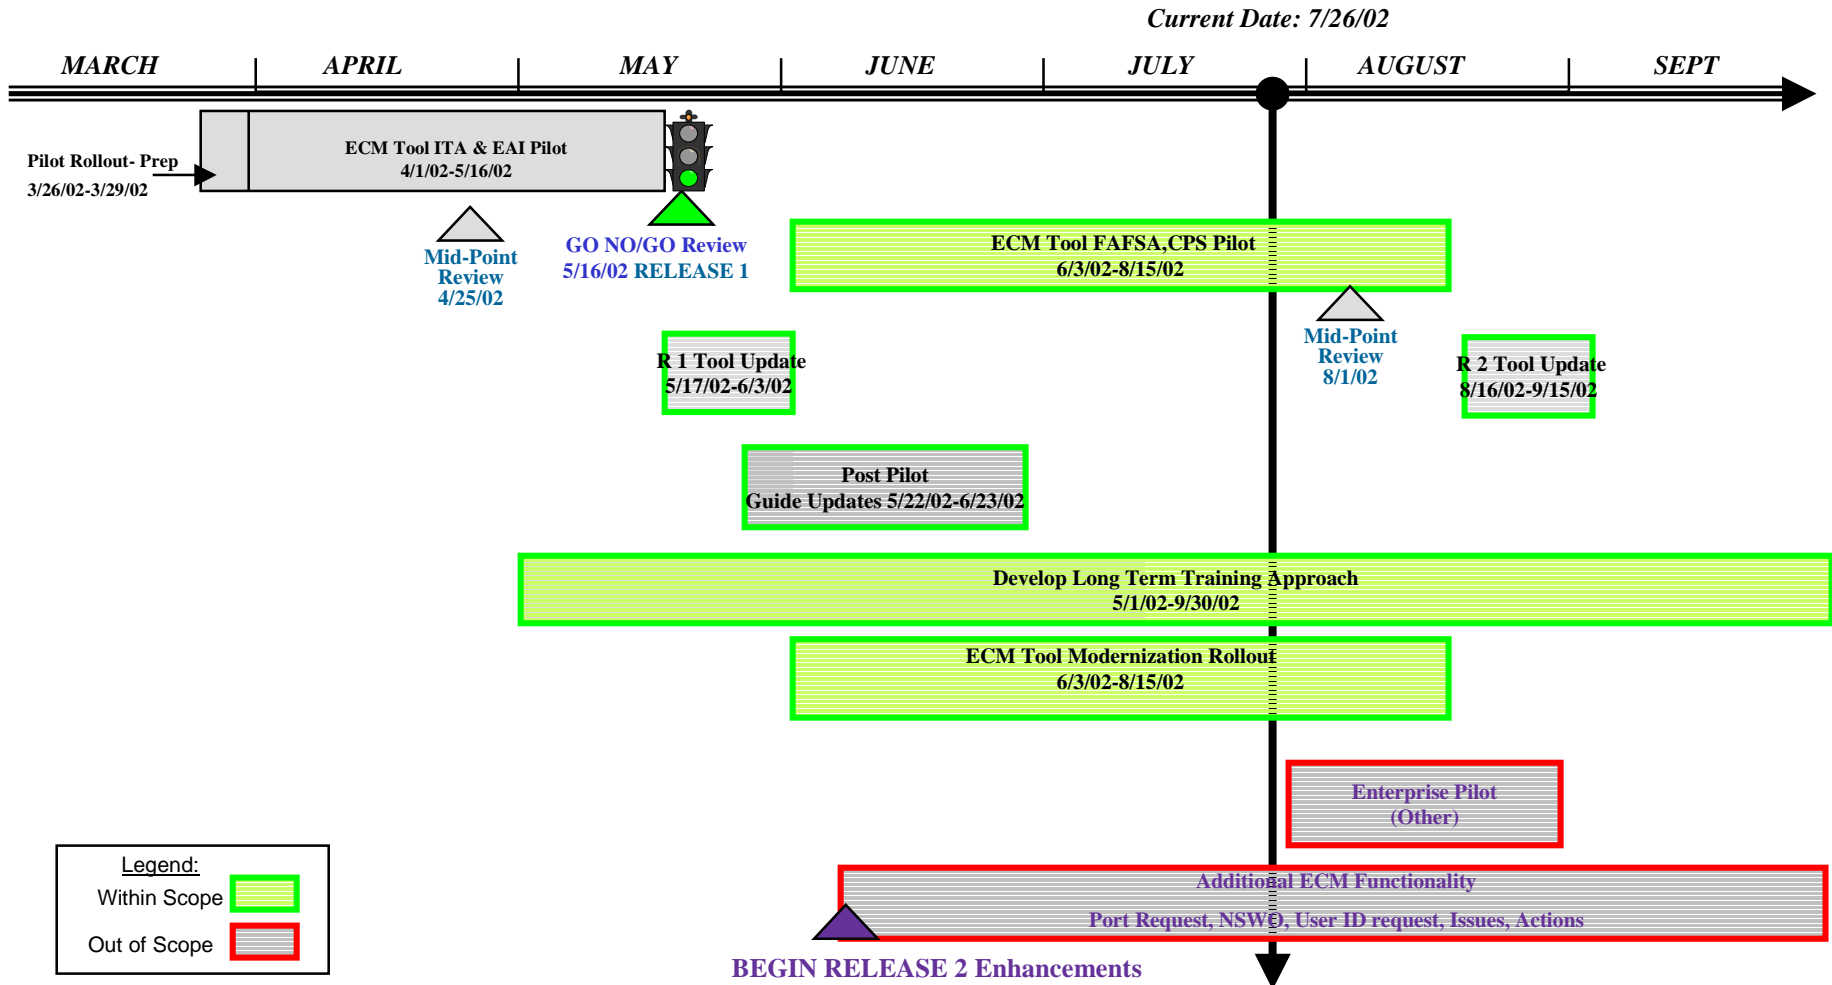 Current Date: 7/26/02
MARCH
APRIL
MAY
JUNE
JULY
AUGUST
SEPT
Pilot Rollout- Prep
3/26/02-3/29/02
ECM Tool ITA & EAI Pilot
4/1/02-5/16/02
Mid-Point
Review
4/25/02
GO NO/GO Review
5/16/02 RELEASE 1
ECM Tool FAFSA,CPS Pilot
6/3/02-8/15/02
Mid-Point
Review
8/1/02
R 1 Tool Update
5/17/02-6/3/02
R 2 Tool Update
8/16/02-9/15/02
Post Pilot
Guide Updates 5/22/02-6/23/02
Develop Long Term Training Approach
5/1/02-9/30/02
ECM Tool Modernization Rollout
6/3/02-8/15/02
Enterprise Pilot
(Other)
Additional ECM Functionality
Port Request, NSWO, User ID request, Issues, Actions
BEGIN RELEASE 2 Enhancements
Legend:
Within Scope
Out of Scope